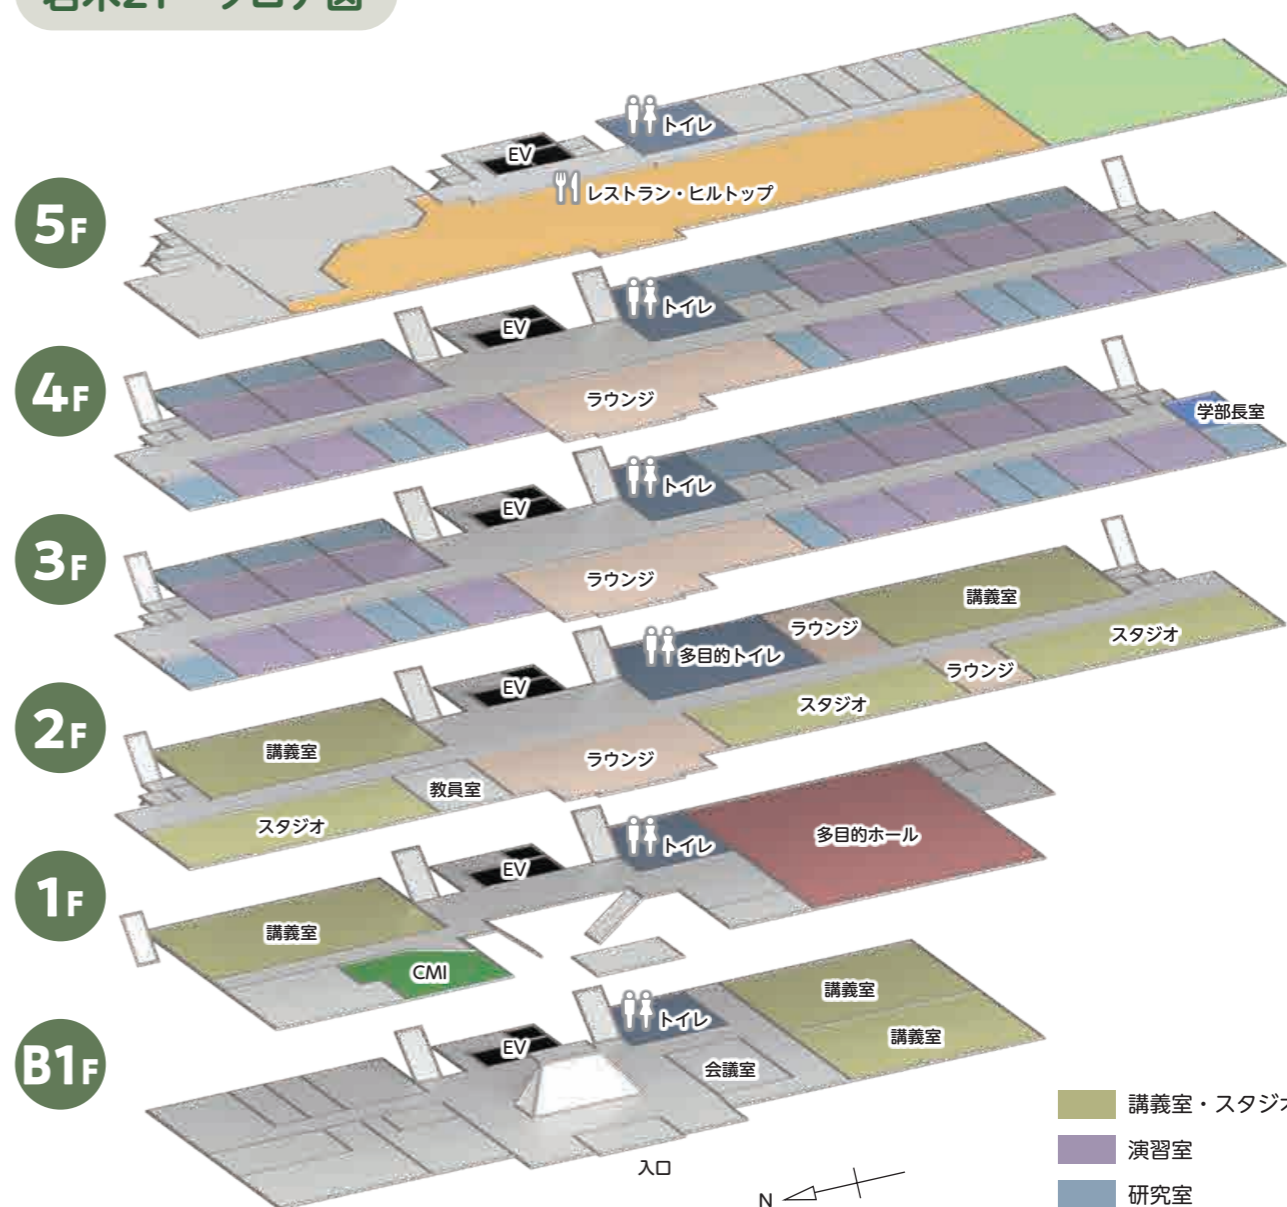 トイレ
EV
レストラン・ヒルトップ
5F
トイレ
EV
ラウンジ
4F
学部長室
トイレ
EV
ラウンジ
3F
講義室
ラウンジ
スタジオ
多目的トイレ
ラウンジ
EV
スタジオ
2F
講義室
ラウンジ
教員室
スタジオ
多目的ホール
トイレ
EV
1F
講義室
CMI
講義室
トイレ
講義室
EV
B1F
会議室
入口
N
講義室・スタジオ
演習室
研究室